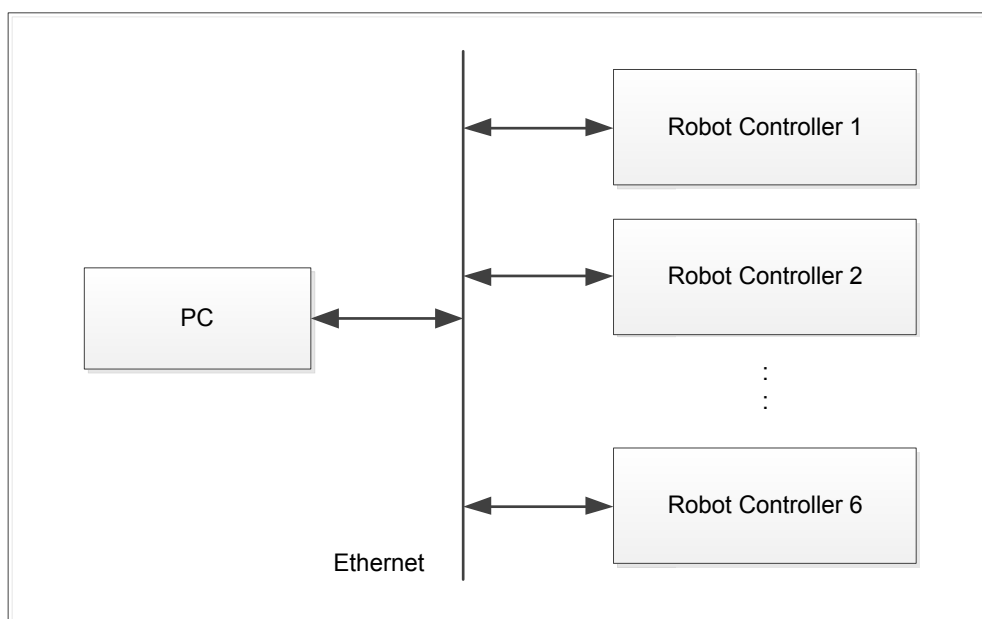 Robot Controller 1
Robot Controller 2
PC
:
:
Robot Controller 6
Ethernet